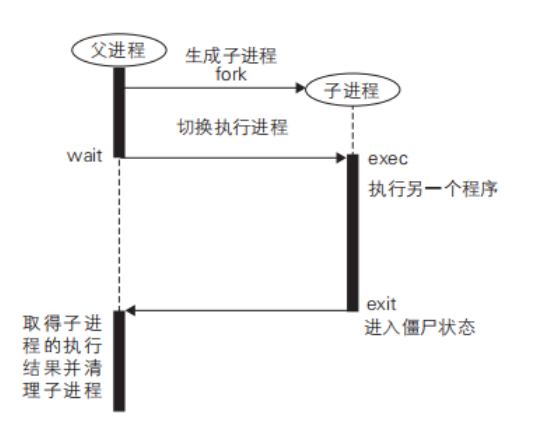 父进程
生成子进程
fork
子进程
切换执行进程
wait
exec
执行另一个程序
exit
进入僵尸状态
取得子进
程的执行
结果并清
理子进程